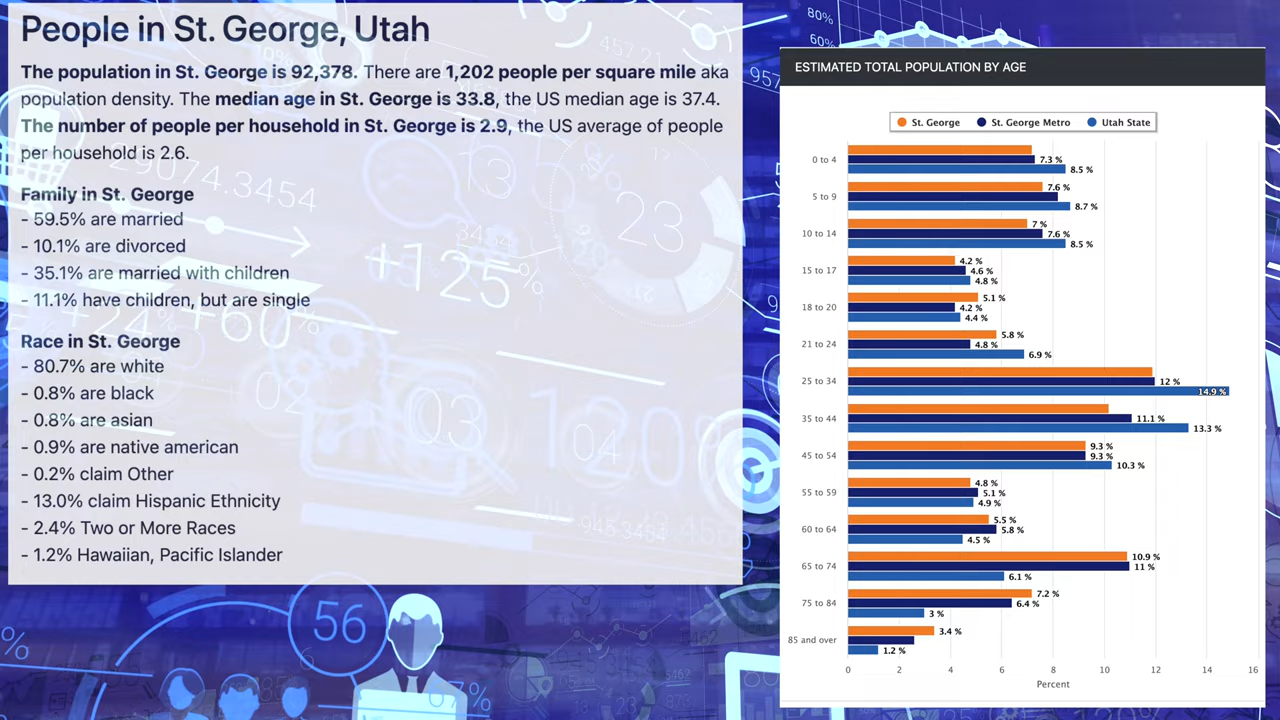 People in St. George, Utah
The population in St. George is 92,378. There are 1,202 people per square mile aka
population density. The median age in St. George is 33.8, the US median age is 37.4.
The number of people per household in St. George is 2.9, the US average of people
per household is 2.6.
Family in St. George
- 59.5% are married
- 10.1% are divorced
- 35.1% are married with children
- 11.1% have children, but are single
Race in St. George
- 80.7% are white
- 0.8% are black
- 0.8% are asian
- 0.9% are native american
- 0.2% claim Other
- 13.0% claim Hispanic Ethnicity
- 2.4% Two or More Races
- 1.2% Hawaiian, Pacific Islander
80%
60%
ESTIMATED TOTAL POPULATION BY AGE
St. George St. George Metro Utah State
0 to 4
7.3 %
8.5 %
5 to 9
7.6 %
8.7 %
10 to 14
7 %
7.6 %
8.5 %
15 to 17
4.2 %
4.6 %
4.8 %
18 to 20
5.1 %
4.2 %
4.4 %
21 to 24
5.8 %
4.8 %
6.9 %
25 to 34
12 %
14.9 %
35 to 44
11.1 %
13.3 %
45 to 54
9.3 %
9.3 %
10.3 %
55 to 59
4.8 %
5.1 %
4.9 %
60 to 64
5.5 %
5.8 %
4.5 %
65 to 74
10.9 %
11 %
6.1 %
75 to 84
7.2 %
6.4 %
3 %
85 and over
3.4 %
1.2 %
0 2 4 6 8 10 12 14 16
Percent
457.21
23
+125%
56
67%